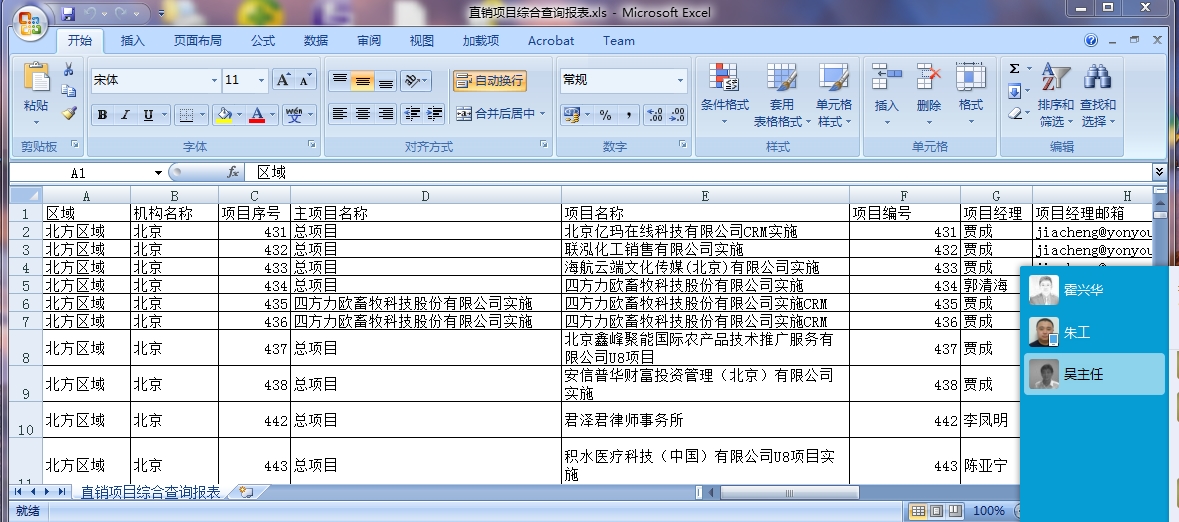 直销项目综合查询报表.xls - Microsoft Excel
开始 插入 页面布局 公式 数据 审阅 视图 加载项 Acrobat Team
宋体 11 自动换行 常规
粘贴 B I U 合并后居中 % , 条件格式 套用表格格式 单元格样式 插入 删除 格式 Σ 排序和筛选 查找和选择
剪贴板 字体 对齐方式 数字 样式 单元格 编辑
A1 fx 区域
A B C D E F G H
1 区域 机构名称 项目序号 主项目名称 项目名称 项目编号 项目经理 项目经理邮箱
2 北方区域 北京 431 总项目 北京亿玛在线科技有限公司CRM实施 431 贾成 jiacheng@yonyou
3 北方区域 北京 432 总项目 联泓化工销售有限公司实施 432 贾成 jiacheng@yonyou
4 北方区域 北京 433 总项目 海航云端文化传媒(北京)有限公司实施 433 贾成
5 北方区域 北京 434 总项目 四方力欧畜牧科技股份有限公司实施 434 郭清海
6 北方区域 北京 435 四方力欧畜牧科技股份有限公司实施 四方力欧畜牧科技股份有限公司实施CRM 435 贾成
7 北方区域 北京 436 四方力欧畜牧科技股份有限公司实施 四方力欧畜牧科技股份有限公司实施CRM 436 贾成
8 北方区域 北京 437 总项目 北京鑫峰聚能国际农产品技术推广服务有限公司U8项目 437 贾成
9 北方区域 北京 438 总项目 安信普华财富投资管理（北京）有限公司实施 438 贾成
10 北方区域 北京 442 总项目 君泽君律师事务所 442 李凤明
11 北方区域 北京 443 总项目 积水医疗科技（中国）有限公司U8项目实施 443 陈亚宁
霍兴华
朱工
吴主任
直销项目综合查询报表
就绪 100%